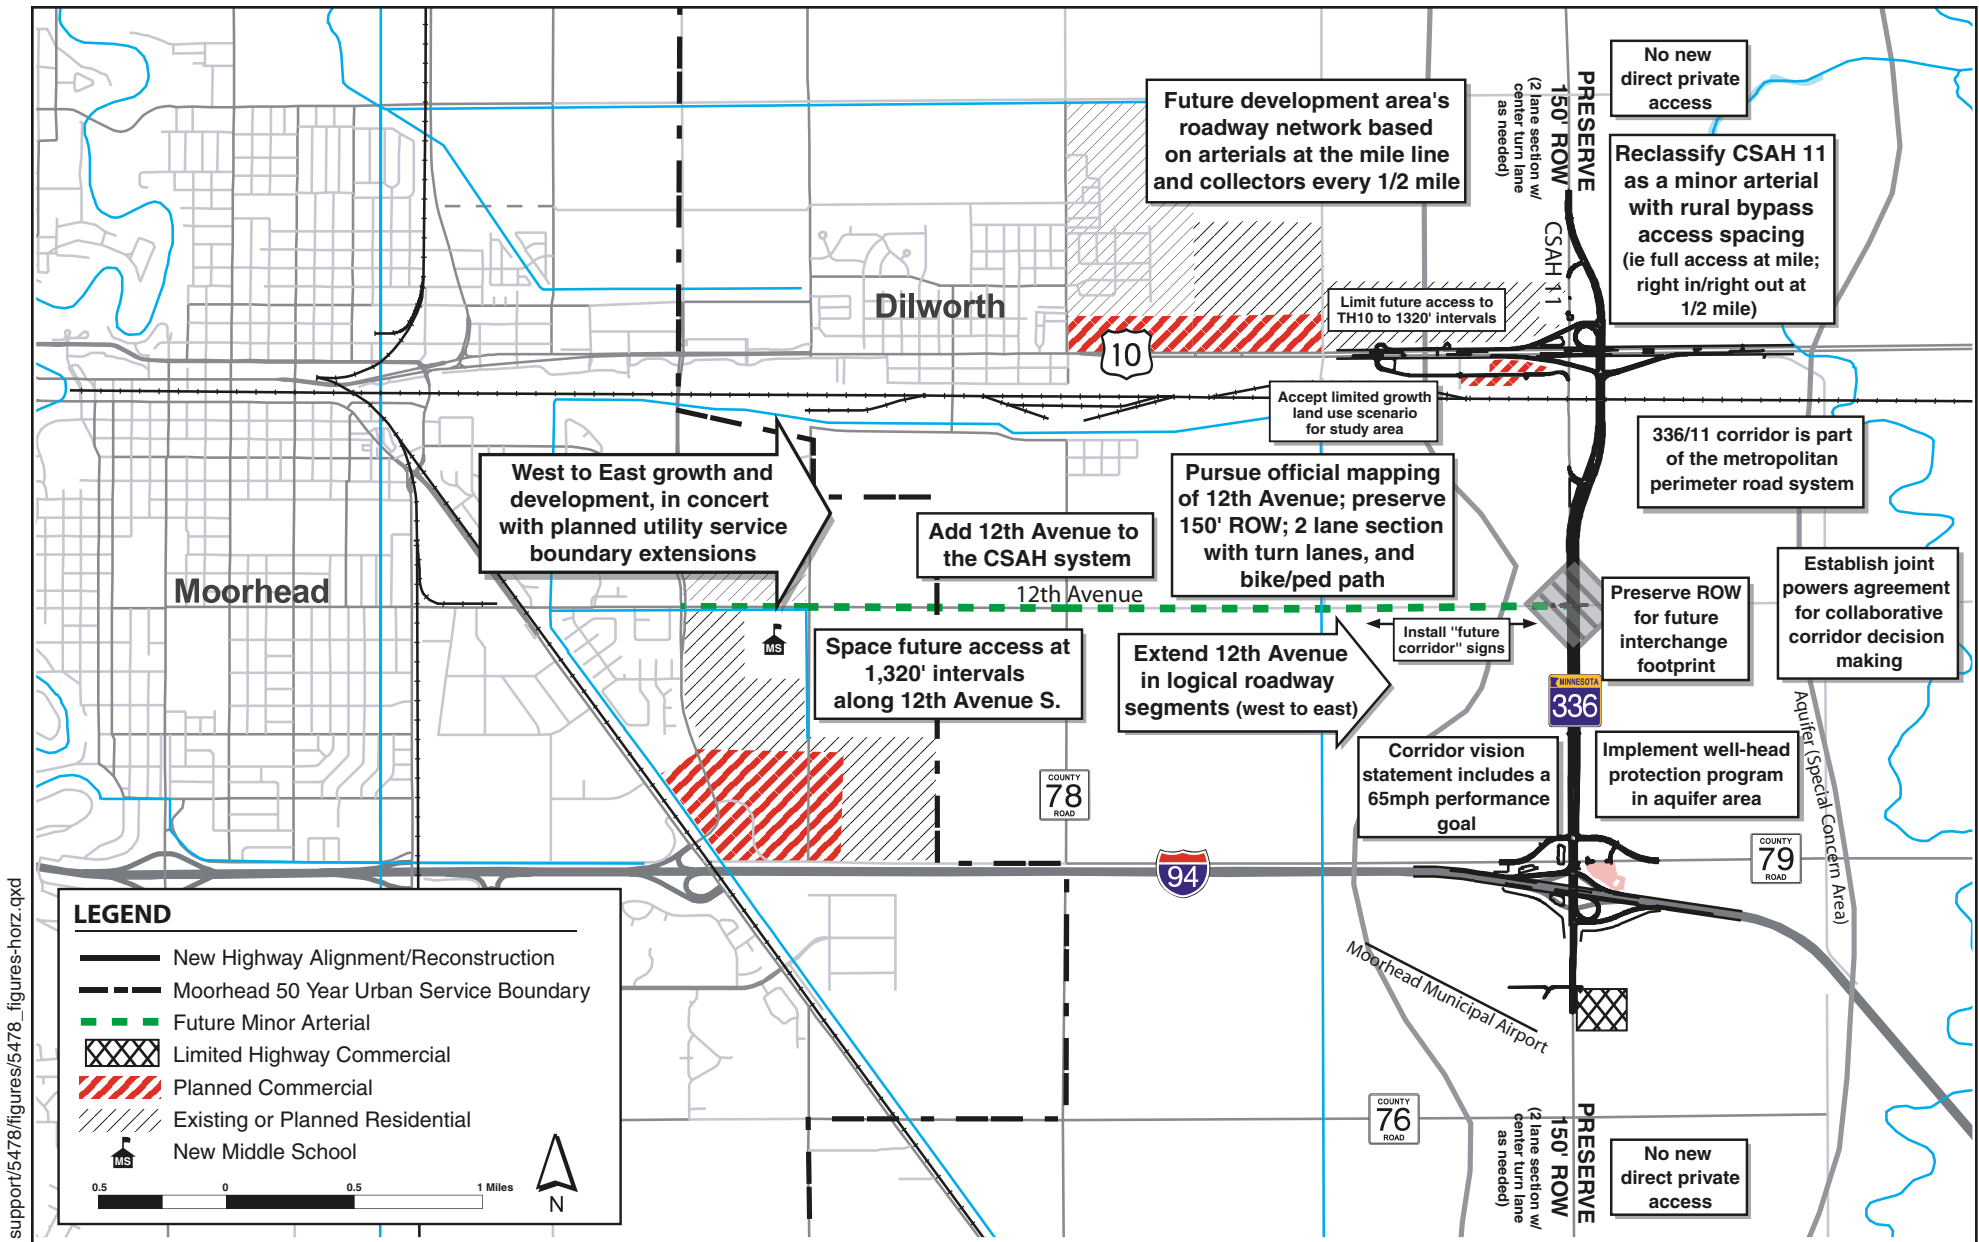 No new
direct private
access
PRESERVE
150' ROW
(2 lane section w/
center turn lane
as needed)
Future development area's
roadway network based
on arterials at the mile line
and collectors every 1/2 mile
Reclassify CSAH 11
as a minor arterial
with rural bypass
access spacing
(ie full access at mile;
right in/right out at
1/2 mile)
CSAH 11
Dilworth
Limit future access to
TH10 to 1320' intervals
10
Accept limited growth
land use scenario
for study area
336/11 corridor is part
of the metropolitan
perimeter road system
West to East growth and
development, in concert
with planned utility service
boundary extensions
Pursue official mapping
of 12th Avenue; preserve
150' ROW; 2 lane section
with turn lanes, and
bike/ped path
Add 12th Avenue to
the CSAH system
Moorhead
12th Avenue
Establish joint
powers agreement
for collaborative
corridor decision
making
Preserve ROW
for future
interchange
footprint
Install "future
corridor" signs
MS
Space future access at
1,320' intervals
along 12th Avenue S.
Extend 12th Avenue
in logical roadway
segments (west to east)
MINNESOTA
336
Aquifer (Special Concern Area)
Corridor vision
statement includes a
65mph performance
goal
Implement well-head
protection program
in aquifer area
COUNTY
78
ROAD
COUNTY
79
ROAD
94
Moorhead Municipal Airport
COUNTY
76
ROAD
PRESERVE
150' ROW
(2 lane section w/
center turn lane
as needed)
No new
direct private
access
LEGEND
New Highway Alignment/Reconstruction
Moorhead 50 Year Urban Service Boundary
Future Minor Arterial
Limited Highway Commercial
Planned Commercial
Existing or Planned Residential
MS
New Middle School
0.5 0 0.5 1 Miles
N
support/5478/figures/5478_figures-horz.qxd